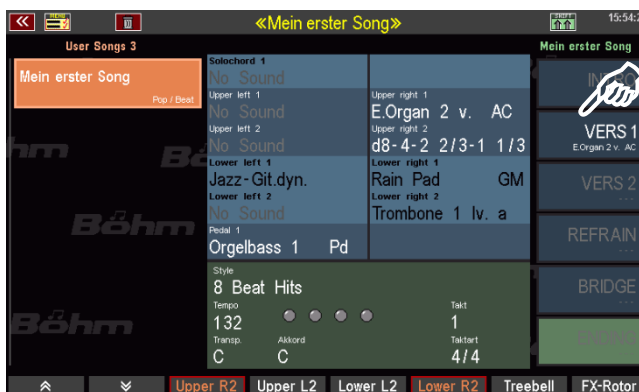 MENU
«Mein erster Song»
SHIFT
15:54:2
User Songs 3
Mein erster Song
Mein erster Song
Pop / Beat
Solochord 1
No Sound
Upper left 1
No Sound
Upper right 1
E.Organ 2 v. AC
Upper left 2
No Sound
Upper right 2
d8-4-2 2/3-1 1/3
Lower left 1
Jazz-Git.dyn.
Lower right 1
Rain Pad GM
Lower left 2
No Sound
Lower right 2
Trombone 1 lv. a
Pedal 1
Orgelbass 1 Pd
Style
8 Beat Hits
Tempo
132
Takt
1
Transp.
C
Akkord
C
Taktart
4/4
VERS 1
E.Organ 2 v. AC
VERS 2
---
REFRAIN
---
BRIDGE
---
ENDING
Böhm
Böhm
Upper R2
Upper L2
Lower L2
Lower R2
Treebell
FX-Rotor